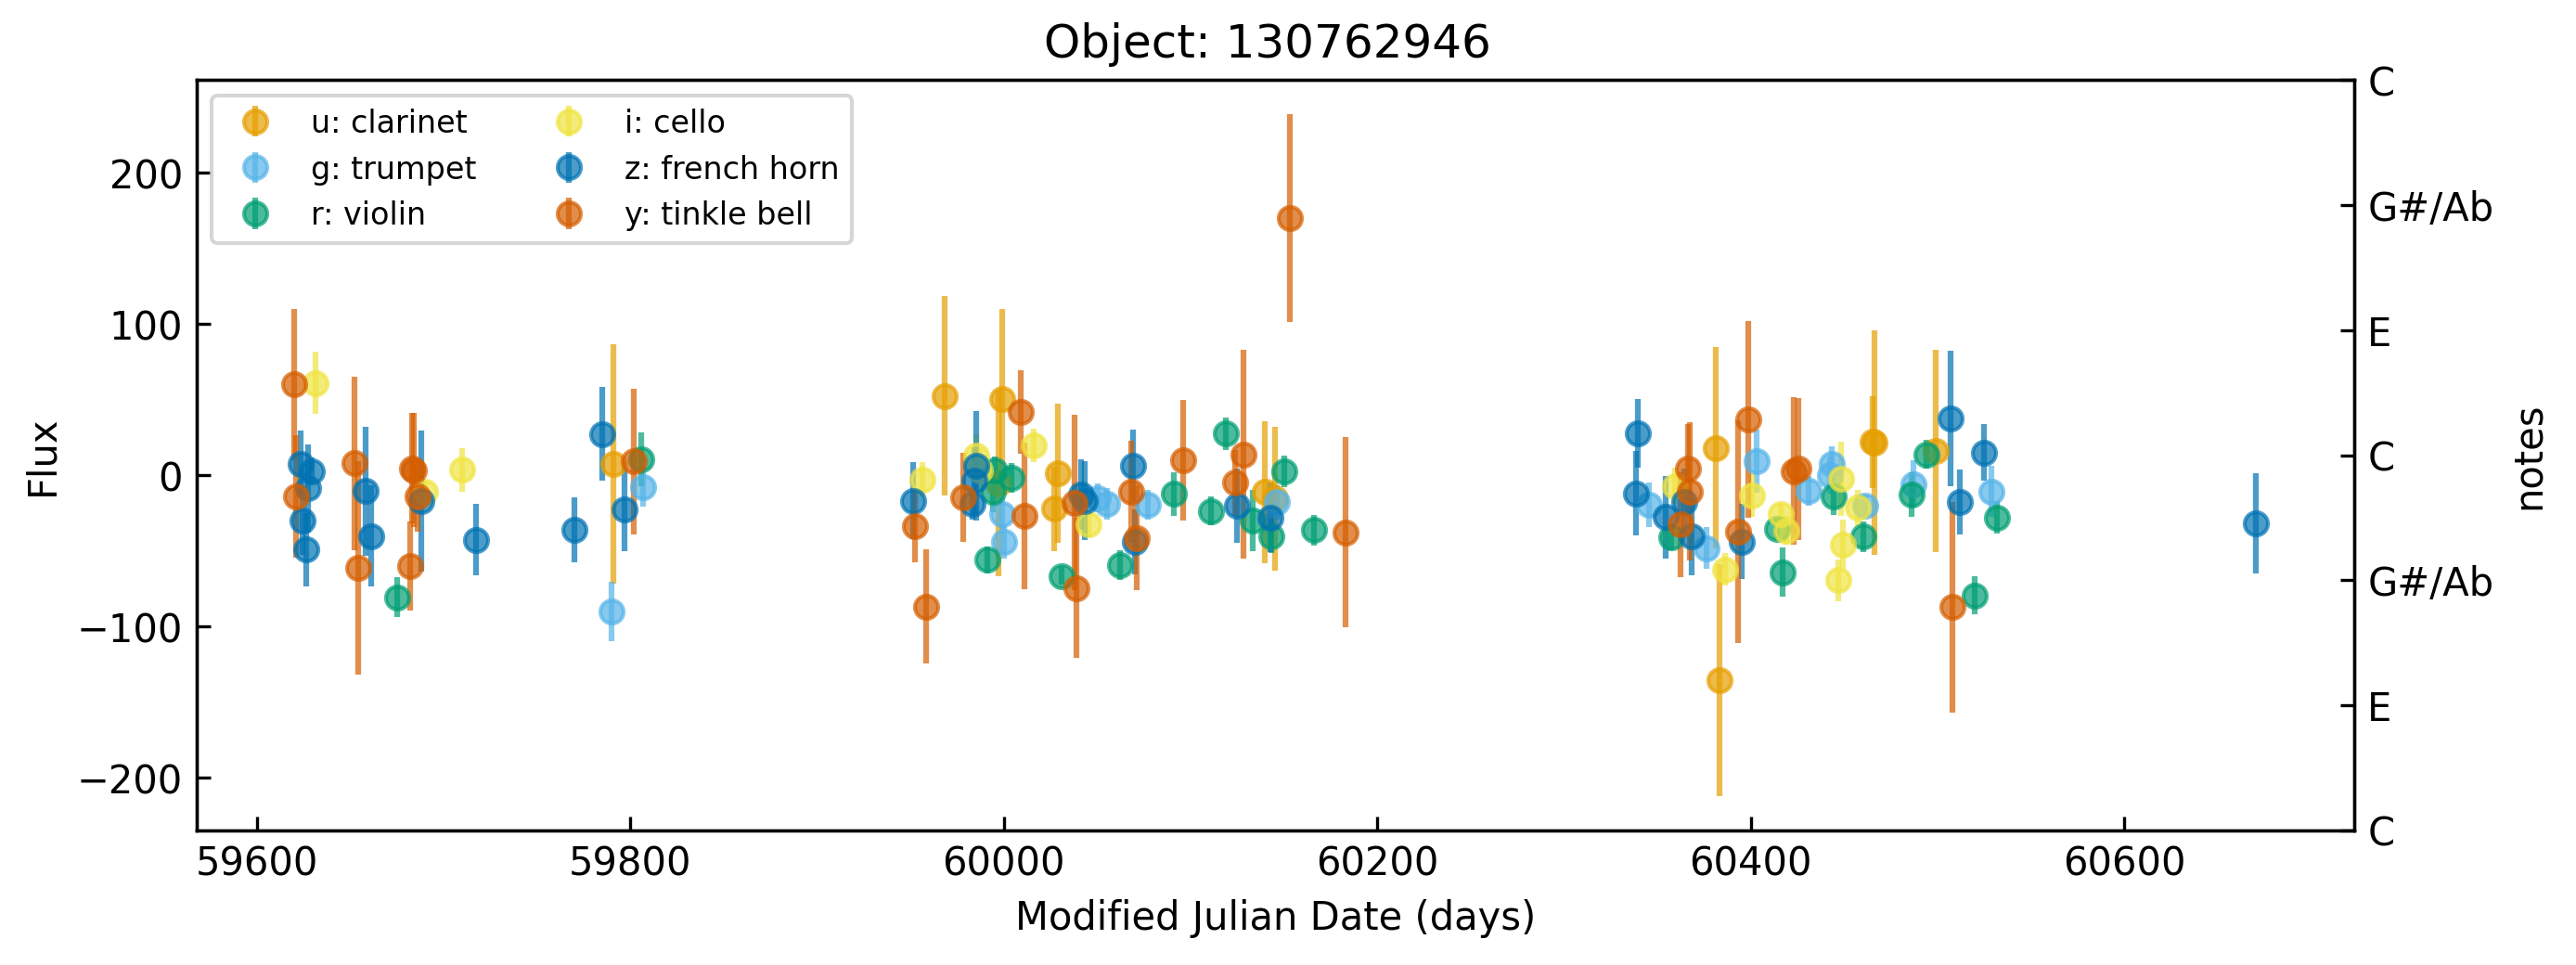 Object: 130762946
u: clarinet
g: trumpet
r: violin
i: cello
z: french horn
y: tinkle bell
Flux
200
100
0
−100
−200
59600
59800
60000
60200
60400
60600
Modified Julian Date (days)
C
G#/Ab
E
C
G#/Ab
E
C
notes